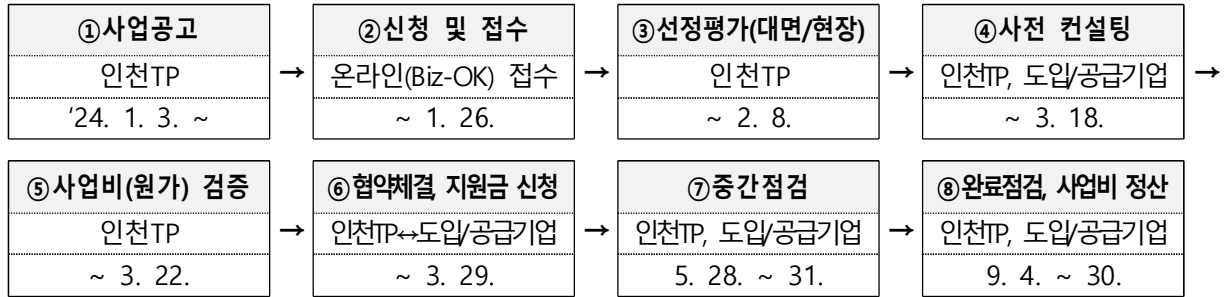 ①사업공고 ②신청 및 접수 ③선정평가(대면/현장) ④사전 컨설팅
인천TP → 온라인(Biz-OK) 접수 → 인천TP → 인천TP, 도입/공급기업 →
'24. 1. 3. ~ ~ 1. 26. ~ 2. 8. ~ 3. 18.
⑤사업비(원가) 검증 ⑥협약체결, 지원금 신청 ⑦중간점검 ⑧완료점검, 사업비 정산
인천TP → 인천TP↔도입/공급기업 → 인천TP, 도입/공급기업 → 인천TP, 도입/공급기업
~ 3. 22. ~ 3. 29. 5. 28. ~ 31. 9. 4. ~ 30.